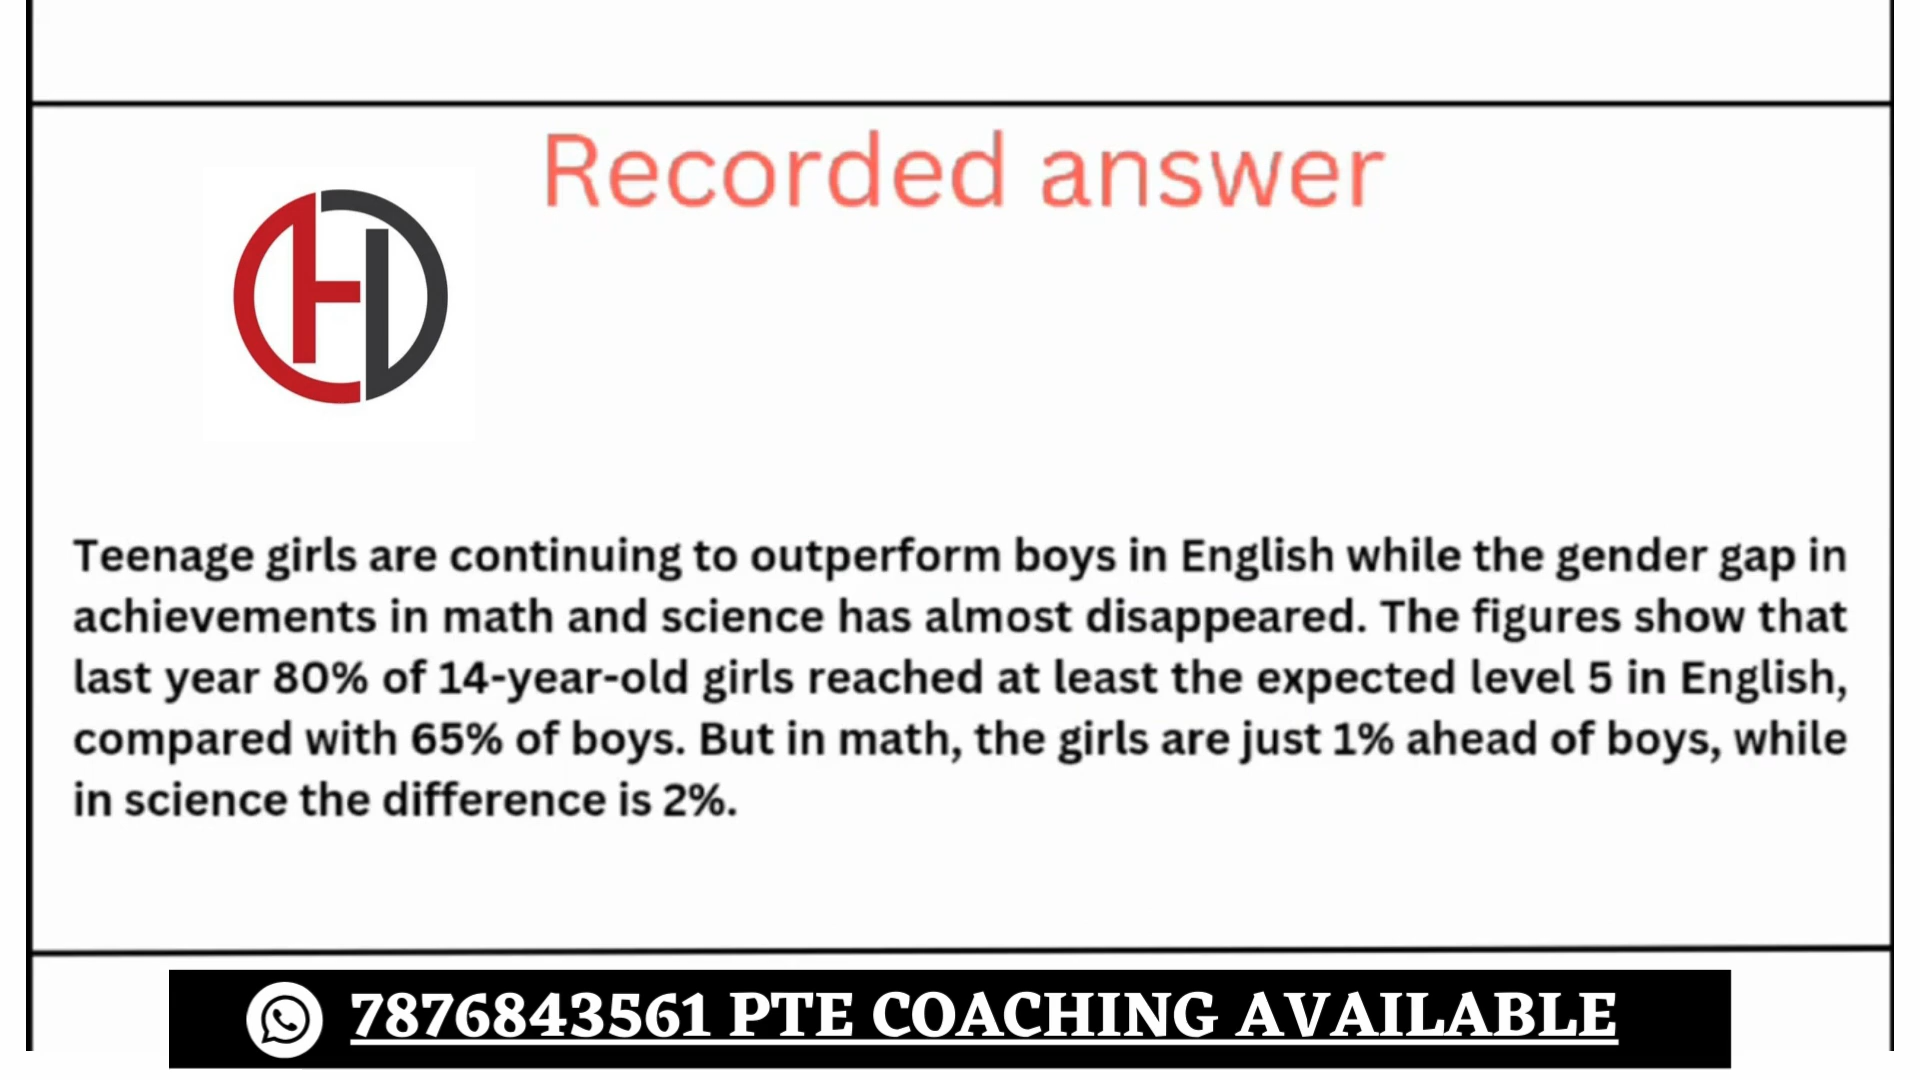 Recorded answer
Teenage girls are continuing to outperform boys in English while the gender gap in
achievements in math and science has almost disappeared. The figures show that
last year 80% of 14-year-old girls reached at least the expected level 5 in English,
compared with 65% of boys. But in math, the girls are just 1% ahead of boys, while
in science the difference is 2%.
7876843561 PTE COACHING AVAILABLE